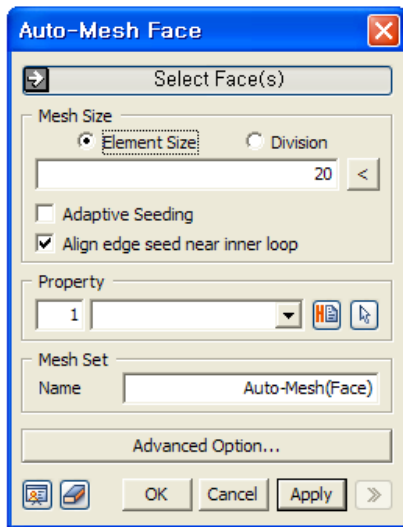 Auto-Mesh Face
Select Face(s)
Mesh Size
Element Size Division
20 <
Adaptive Seeding
Align edge seed near inner loop
Property
1
Mesh Set
Name Auto-Mesh(Face)
Advanced Option...
OK Cancel Apply